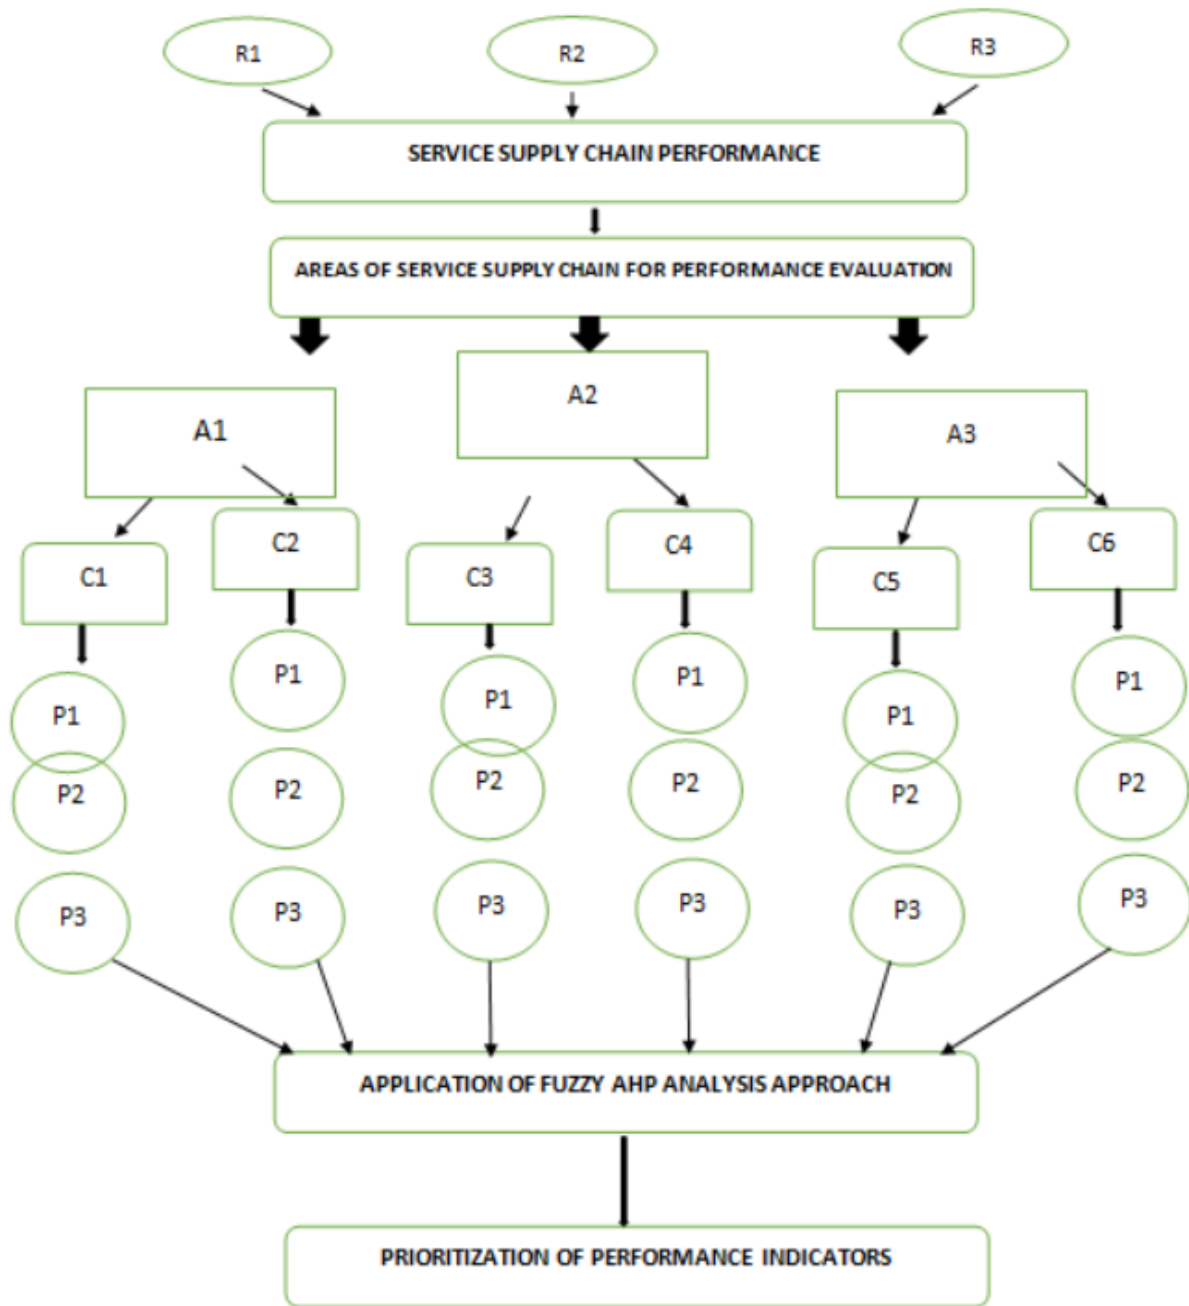 R1
R2
R3
SERVICE SUPPLY CHAIN PERFORMANCE
AREAS OF SERVICE SUPPLY CHAIN FOR PERFORMANCE EVALUATION
A1
A2
A3
C1
C2
C3
C4
C5
C6
P1
P1
P1
P1
P1
P1
P2
P2
P2
P2
P2
P2
P3
P3
P3
P3
P3
P3
APPLICATION OF FUZZY AHP ANALYSIS APPROACH
PRIORITIZATION OF PERFORMANCE INDICATORS